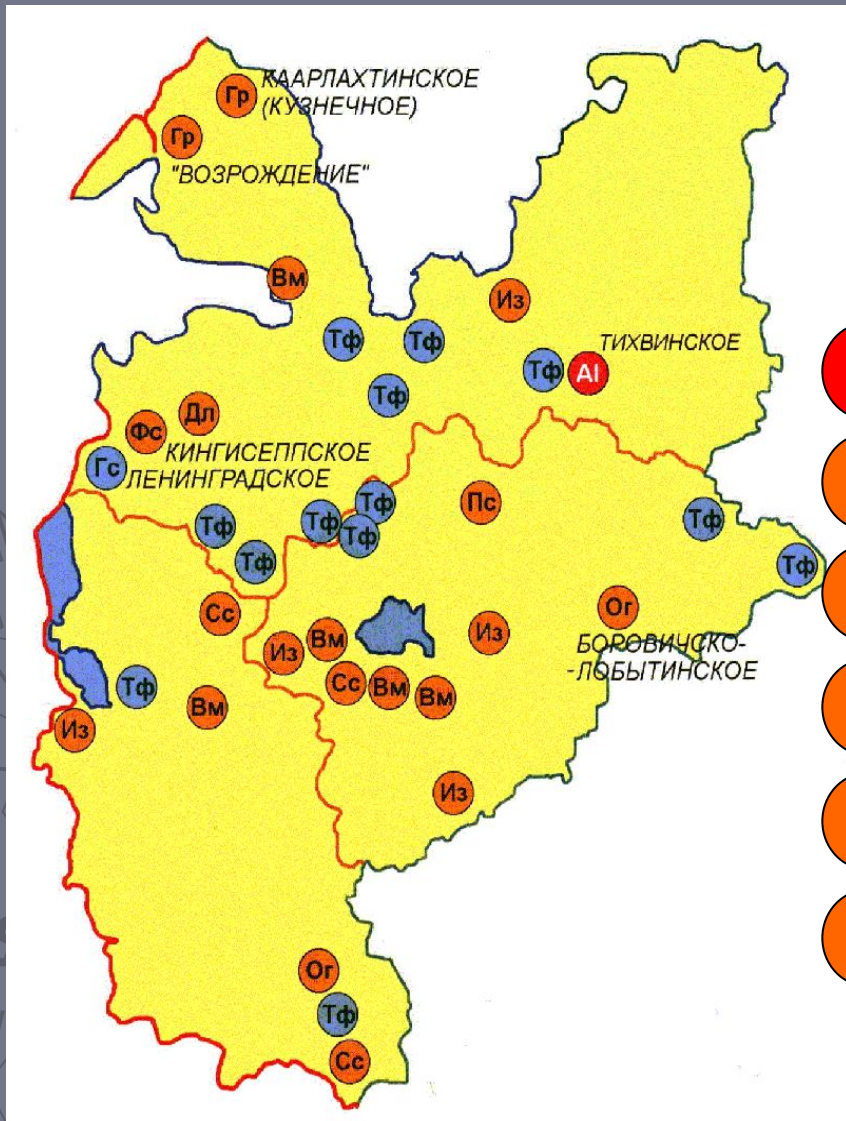 Гр
КААРЛАХТИНСКОЕ
(КУЗНЕЧНОЕ)
Гр
"ВОЗРОЖДЕНИЕ"
Вм
Из
Тф
Тф
ТИХВИНСКОЕ
Тф
Al
Тф
Дл
Фс
КИНГИСЕППСКОЕ
Гс
ЛЕНИНГРАДСКОЕ
Тф
Пс
Тф
Тф
Тф
Тф
Тф
Тф
Сс
Ог
Вм
Из
Из
БОРОВИЧСКО-
-ЛОБЫТИНСКОЕ
Сс
Тф
Вм
Вм
Вм
Из
Из
Ог
Тф
Сс